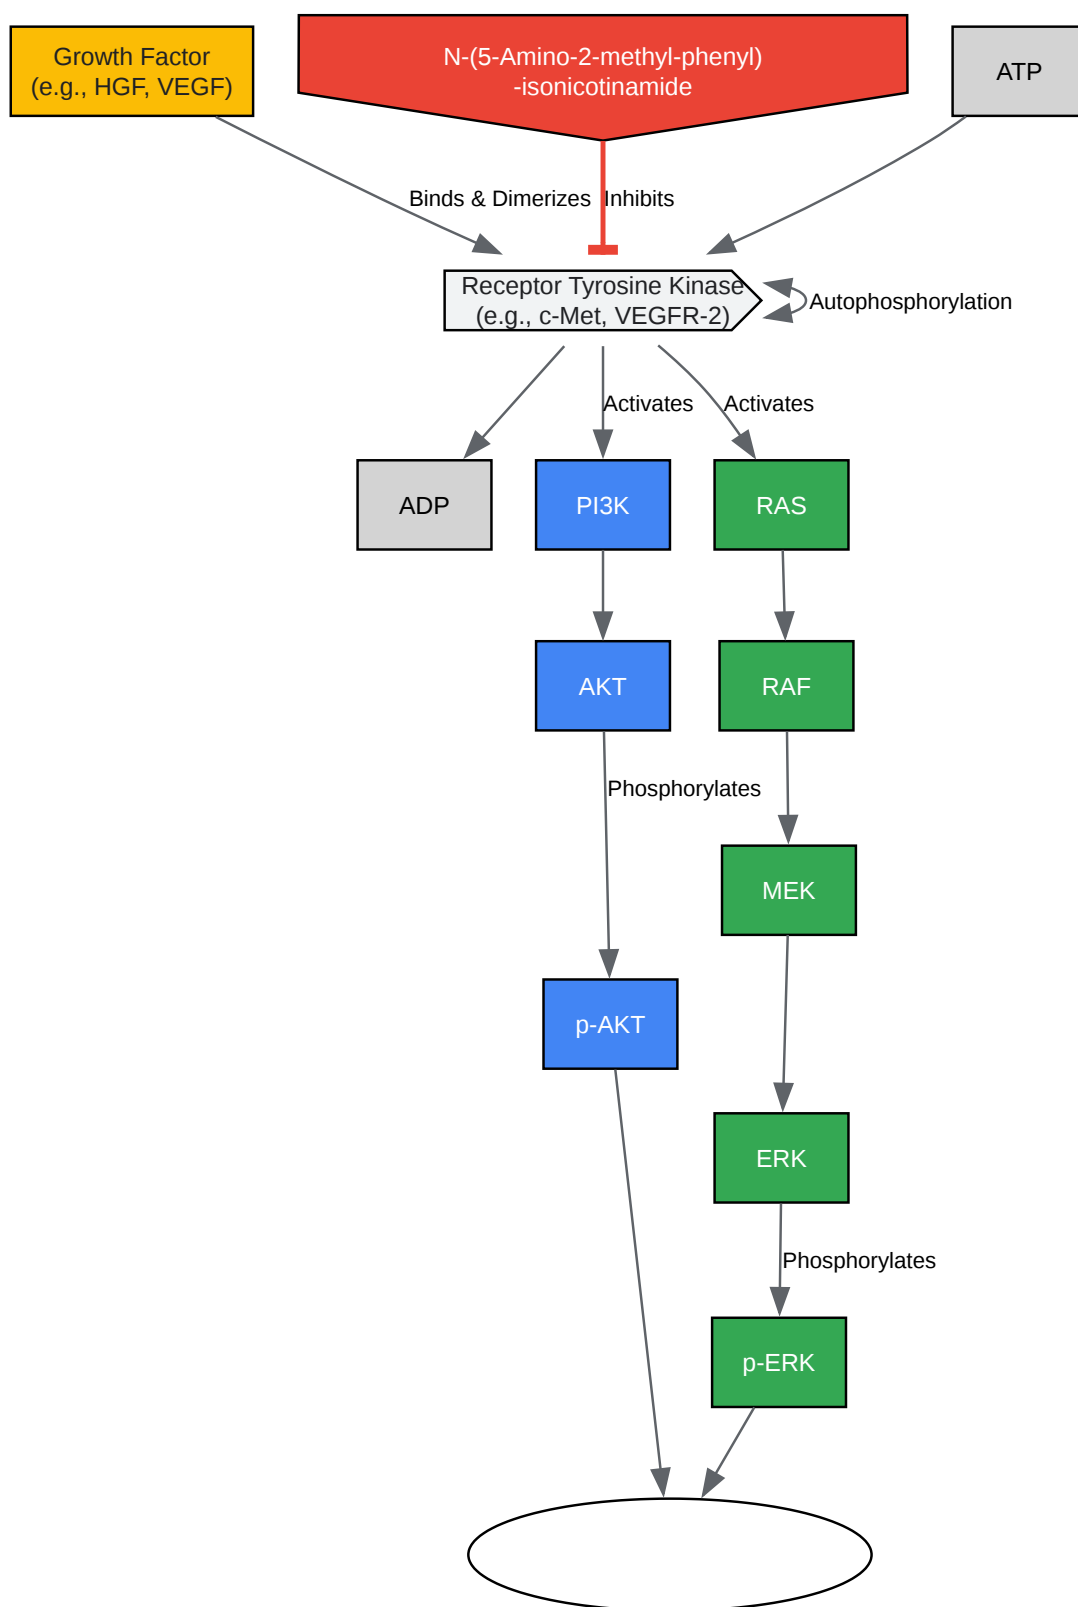 Growth Factor
(e.g., HGF, VEGF)
N-(5-Amino-2-methyl-phenyl)
-isonicotinamide
ATP
Binds & Dimerizes
Inhibits
Receptor Tyrosine Kinase
(e.g., c-Met, VEGFR-2)
Autophosphorylation
Activates
Activates
ADP
PI3K
RAS
AKT
RAF
Phosphorylates
MEK
p-AKT
ERK
Phosphorylates
p-ERK